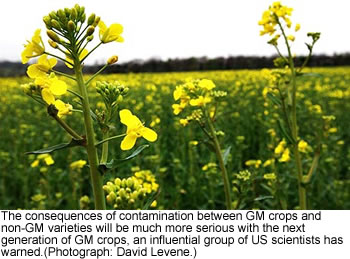 The consequences of contamination between GM crops and
non-GM varieties will be much more serious with the next
generation of GM crops, an influential group of US scientists has
warned.(Photograph: David Levene.)